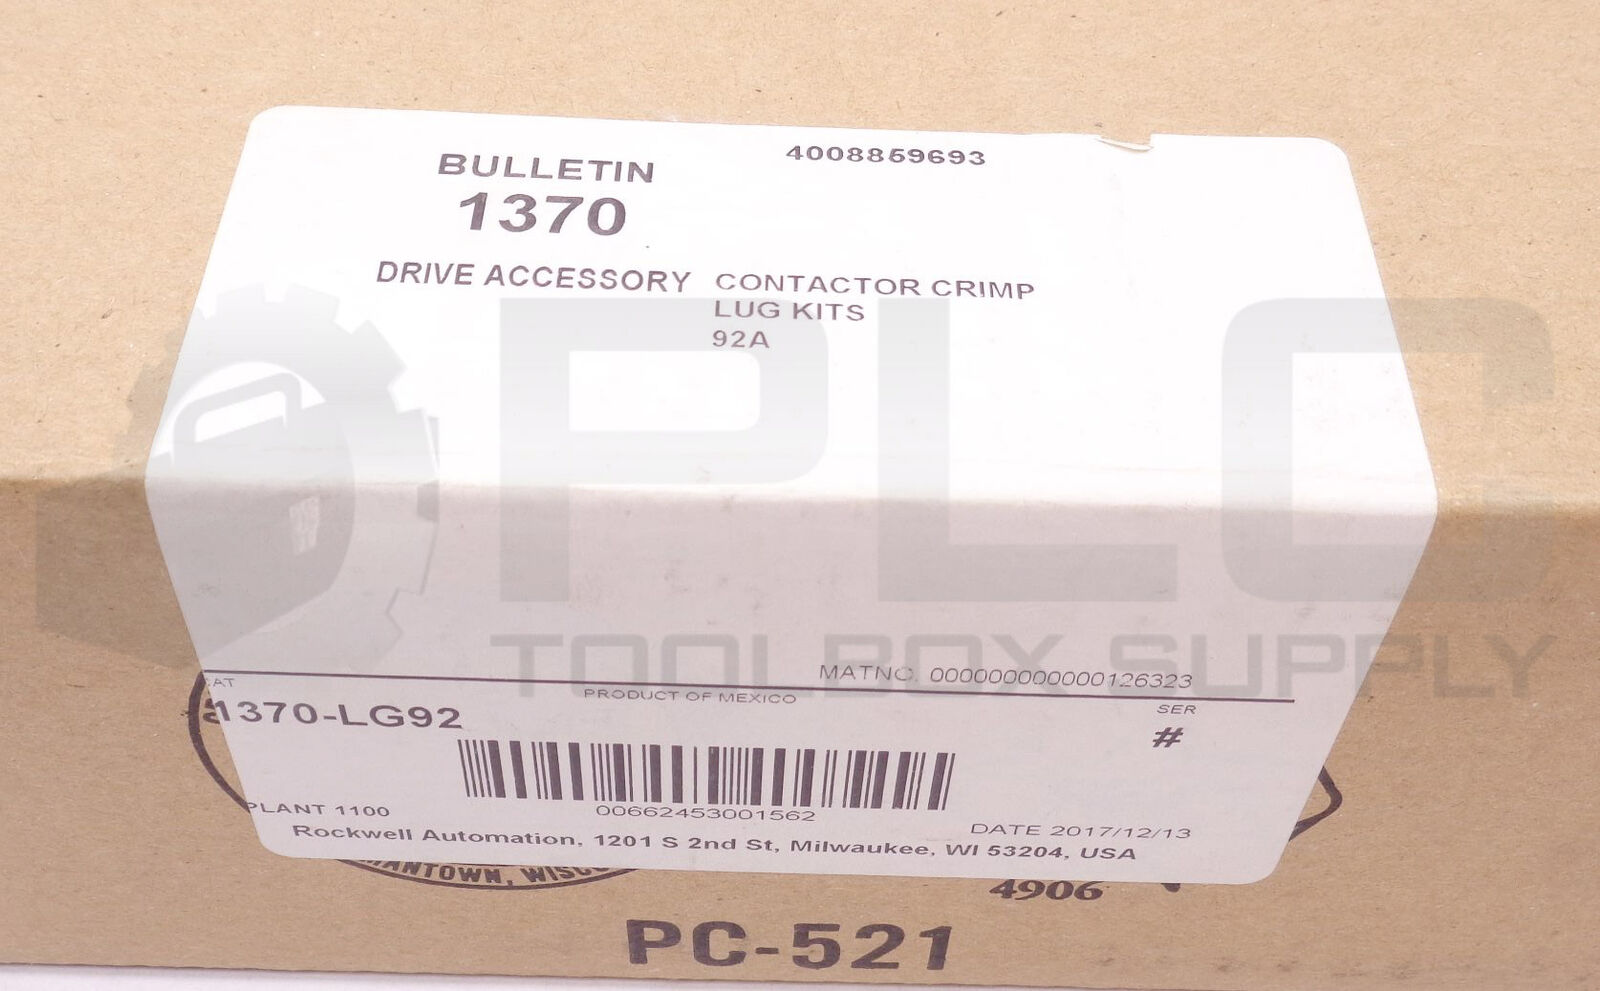 BULLETIN
1370
4008859693
DRIVE ACCESSORY
CONTACTOR CRIMP
LUG KITS
92A
PLC
TOOLBOX SUPPLY
MATNO. 000000000000126323
CAT
PRODUCT OF MEXICO
SER
1370-LG92
#
PLANT 1100
00662453001562
DATE 2017/12/13
Rockwell Automation, 1201 S 2nd St, Milwaukee, WI 53204, USA
4906
PC-521